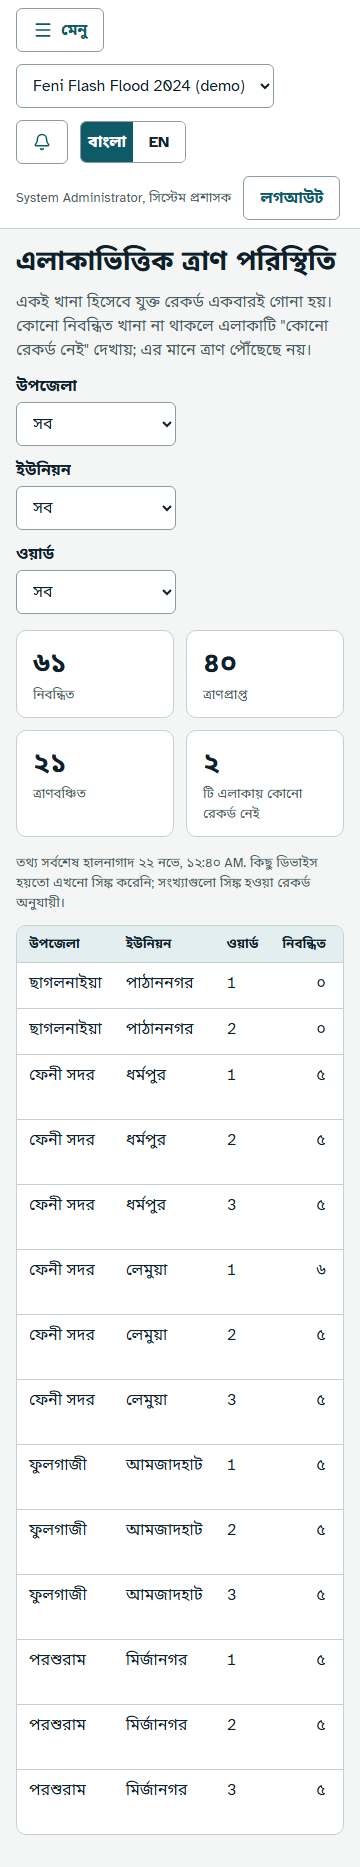 মেনু
Feni Flash Flood 2024 (demo)
বাংলা EN
System Administrator, সিস্টেম প্রশাসক লগআউট
এলাকাভিত্তিক ত্রাণ পরিস্থিতি
একই খানা হিসেবে যুক্ত রেকর্ড একবারই গোনা হয়।
কোনো নিবন্ধিত খানা না থাকলে এলাকাটি "কোনো
রেকর্ড নেই" দেখায়; এর মানে ত্রাণ পৌঁছেছে নয়।
উপজেলা
সব
ইউনিয়ন
সব
ওয়ার্ড
সব
৬১ ৪০
নিবন্ধিত ত্রাণপ্রাপ্ত
২১ ২
ত্রাণবঞ্চিত টি এলাকায় কোনো
রেকর্ড নেই
তথ্য সর্বশেষ হালনাগাদ ২২ নভে, ১২:৪০ AM. কিছু ডিভাইস
হয়তো এখনো সিঙ্ক করেনি; সংখ্যাগুলো সিঙ্ক হওয়া রেকর্ড
অনুযায়ী।
উপজেলা ইউনিয়ন ওয়ার্ড নিবন্ধিত
ছাগলনাইয়া পাঠাননগর 1 ০
ছাগলনাইয়া পাঠাননগর 2 ০
ফেনী সদর ধর্মপুর 1 ৫
ফেনী সদর ধর্মপুর 2 ৫
ফেনী সদর ধর্মপুর 3 ৫
ফেনী সদর লেমুয়া 1 ৬
ফেনী সদর লেমুয়া 2 ৫
ফেনী সদর লেমুয়া 3 ৫
ফুলগাজী আমজাদহাট 1 ৫
ফুলগাজী আমজাদহাট 2 ৫
ফুলগাজী আমজাদহাট 3 ৫
পরশুরাম মির্জানগর 1 ৫
পরশুরাম মির্জানগর 2 ৫
পরশুরাম মির্জানগর 3 ৫